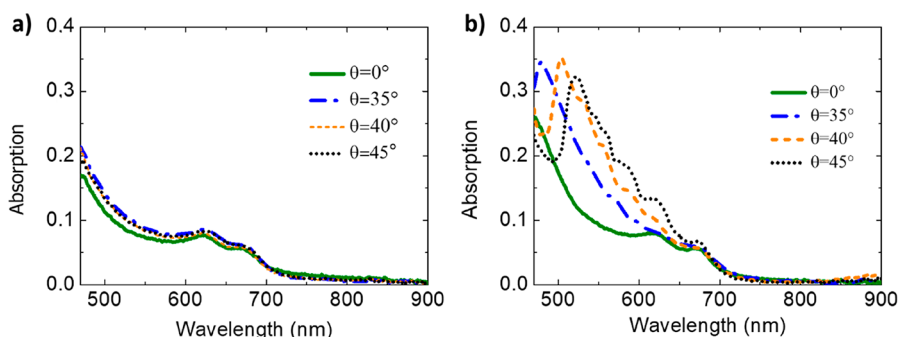 a)
0.4
0,3
0.2
0.1
0.0
Absorption
θ=0°
θ=35°
θ=40°
θ=45°
500 600 700 800 900
Wavelength (nm)
b)
0.4
0.3
0.2
0.1
0.0
Absorption
θ=0°
θ=35°
θ=40°
θ=45°
500 600 700 800 900
Wavelength (nm)